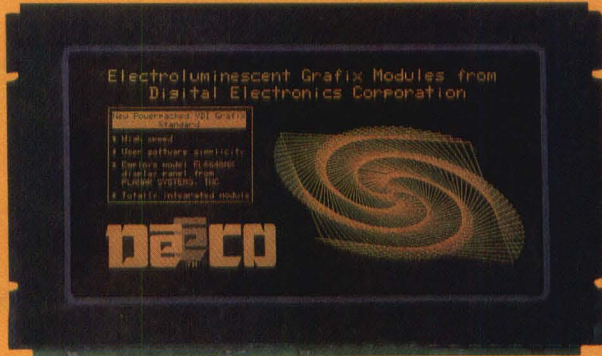 Electroluminescent Grafix Modules from
Digital Electronics Corporation
New Powerpacked VDI Grafix
Standard
* High speed
* User software simplicity
* Employs model
display panel from
PLANAR SYSTEMS, INC
* Totally integrated module
DeeCO